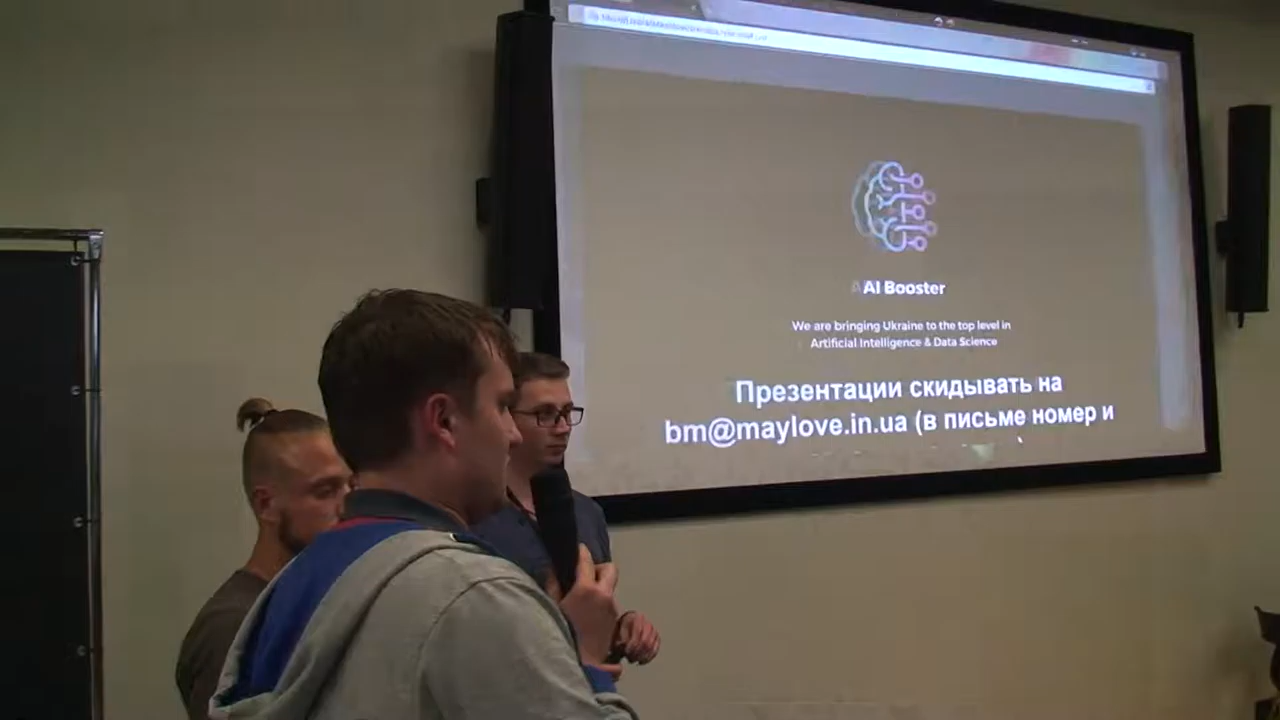 AI Booster
We are bringing Ukraine to the top level in
Artificial Intelligence & Data Science
Презентации скидывать на
bm@maylove.in.ua (в письме номер и